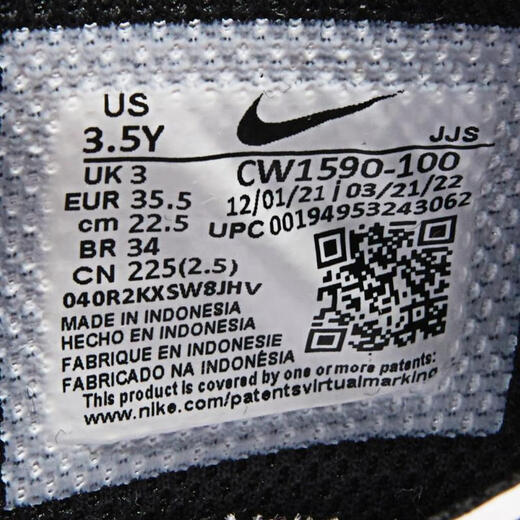 US
3.5Y
JJS
UK 3
EUR 35.5
cm 22.5
BR 34
CN 225(2.5)
CW1590-100
12/01/21 | 03/21/22
UPC 00194953243062
040R2KXSW8JHV
MADE IN INDONESIA
HECHO EN INDONESIA
FABRIQUE EN INDONESIE
FABRICADO NA INDONÉSIA
This product is covered by one or more patents:
www.nike.com/patentsvirtualmarking